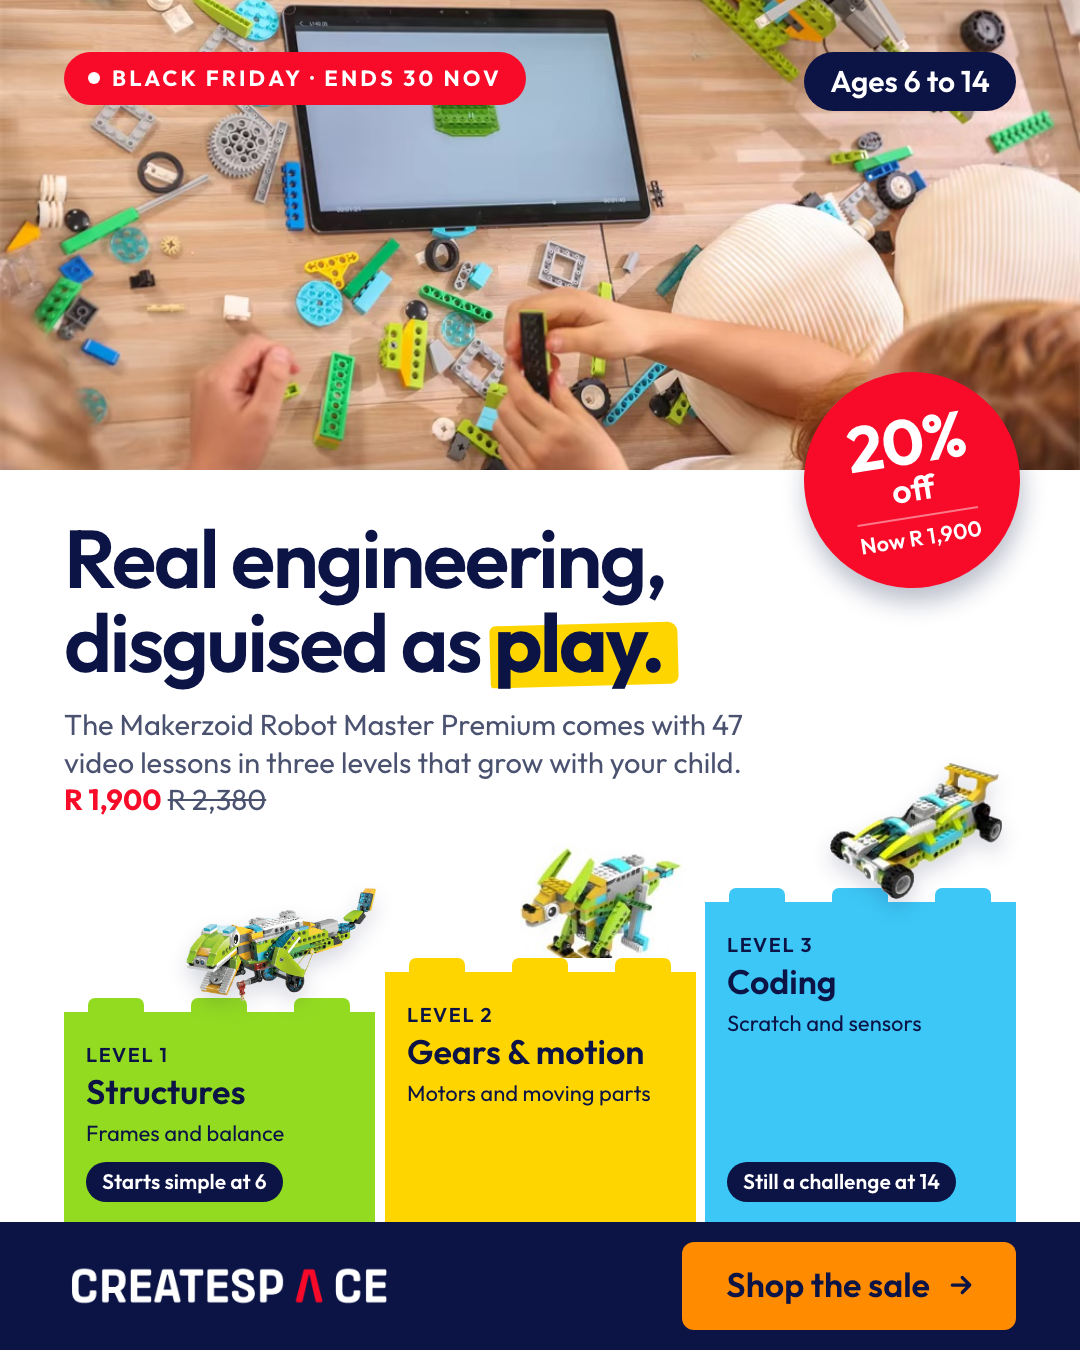 BLACK FRIDAY · ENDS 30 NOV
Ages 6 to 14
20%
off
Now R 1,900
Real engineering,
disguised as play.
The Makerzoid Robot Master Premium comes with 47
video lessons in three levels that grow with your child.
R 1,900 R 2,380
LEVEL 1
Structures
Frames and balance
Starts simple at 6
LEVEL 2
Gears & motion
Motors and moving parts
LEVEL 3
Coding
Scratch and sensors
Still a challenge at 14
CREATESPACE
Shop the sale →